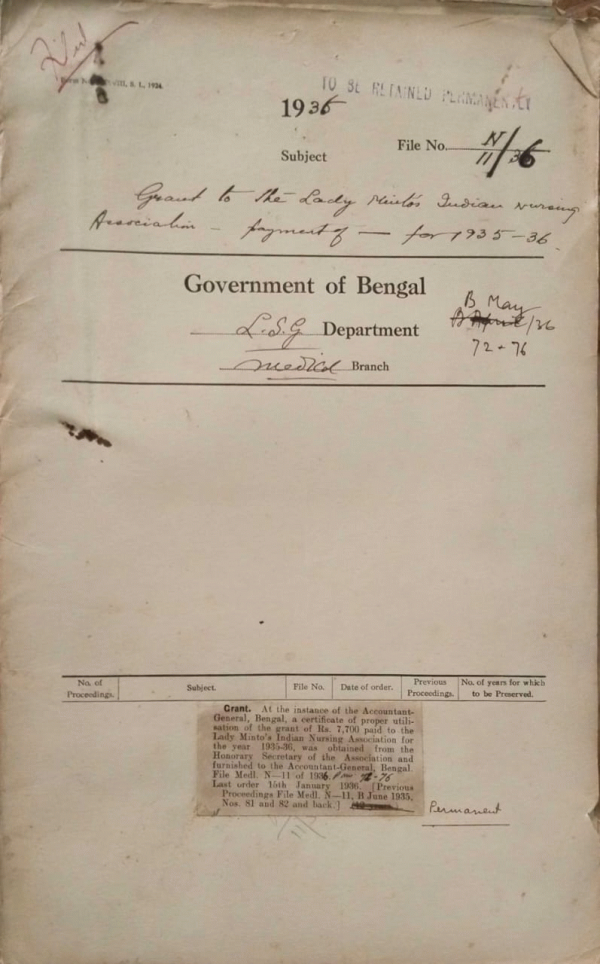 Filed
TO BE RETAINED PERMANENTLY
1936
File No. N/11/36
Subject
Grant to the Lady Minto's Indian Nursing
Association — payment of — for 1935-36.
Government of Bengal
B May
B April/36
L.S.G Department
72-76
Medical Branch
No. of Proceedings.
Subject.
File No.
Date of order.
Previous Proceedings.
No. of years for which to be Preserved.
Grant. At the instance of the Accountant-
General, Bengal, a certificate of proper utili-
sation of the grant of Rs. 7,700 paid to the
Lady Minto's Indian Nursing Association for
the year 1935-36, was obtained from the
Honorary Secretary of the Association and
furnished to the Accountant-General, Bengal
File Medl. N—11 of 1936. 72-76
Last order 15th January 1936. [Previous
Proceedings File Medl. N—11, B June 1935,
Nos. 81 and 82 and back.]
Permanent